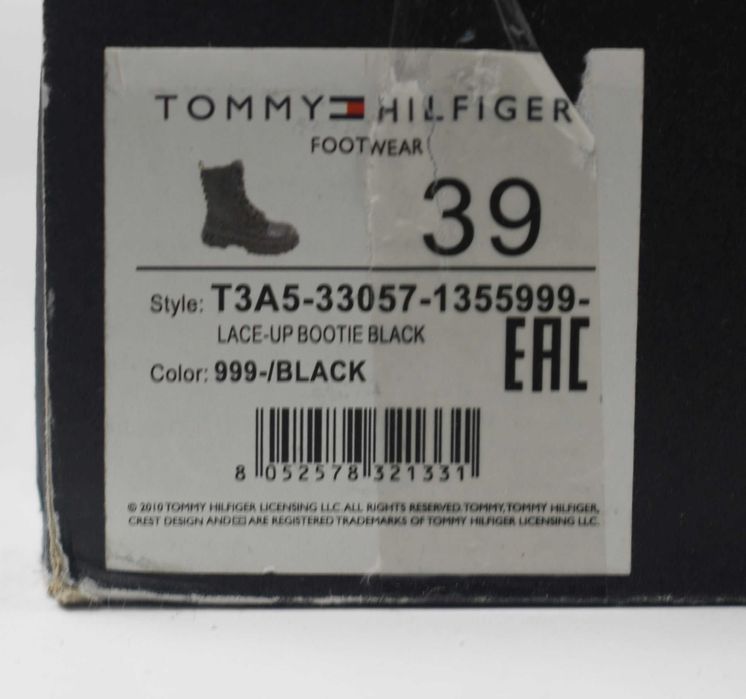 TOMMY HILFIGER
FOOTWEAR
39
Style: T3A5-33057-1355999-
LACE-UP BOOTIE BLACK
EAC
Color: 999-/BLACK
8 052578 321331
© 2010 TOMMY HILFIGER LICENSING LLC ALL RIGHTS RESERVED. TOMMY, TOMMY HILFIGER,
CREST DESIGN AND ARE REGISTERED TRADEMARKS OF TOMMY HILFIGER LICENSING LLC.